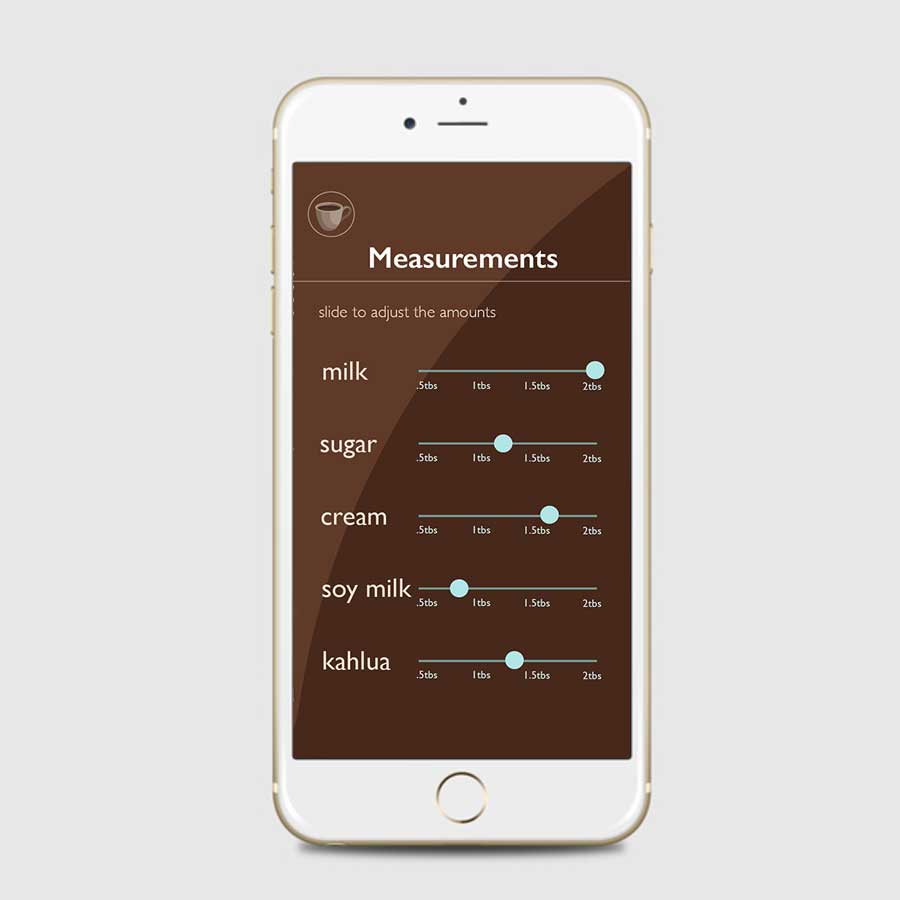 Measurements
slide to adjust the amounts
milk
.5tbs 1tbs 1.5tbs 2tbs
sugar
.5tbs 1tbs 1.5tbs 2tbs
cream
.5tbs 1tbs 1.5tbs 2tbs
soy milk
.5tbs 1tbs 1.5tbs 2tbs
kahlua
.5tbs 1tbs 1.5tbs 2tbs